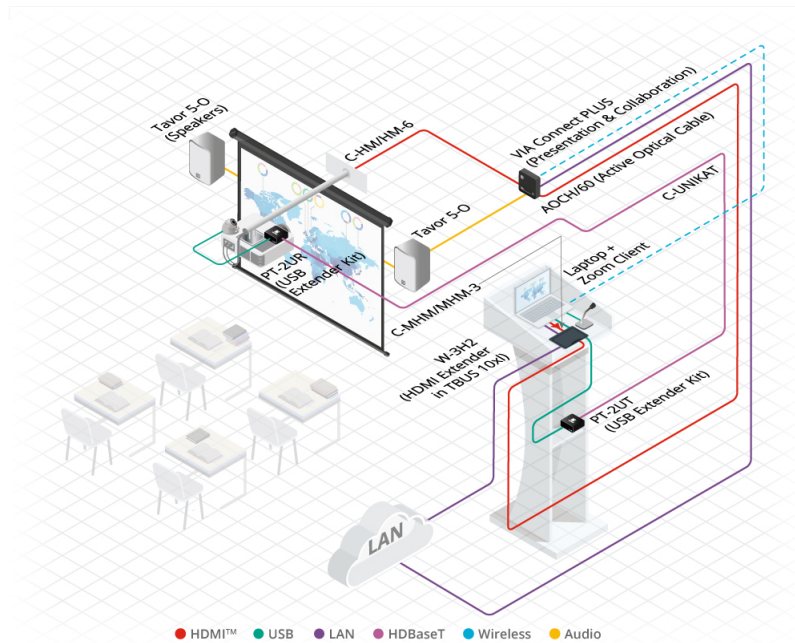 Tavor 5-O
(Speakers)
C-HM/HM-6
VIA Connect PLUS
(Presentation & Collaboration)
AOCH/60 (Active Optical Cable)
C-UNIKAT
Tavor 5-O
PT-2UR
(USB
Extender Kit)
C-MHM/MHM-3
Laptop +
Zoom Client
W-3H2
(HDMI Extender
in TBUS 10xl)
PT-2UT
(USB Extender Kit)
LAN
HDMI™
USB
LAN
HDBaseT
Wireless
Audio